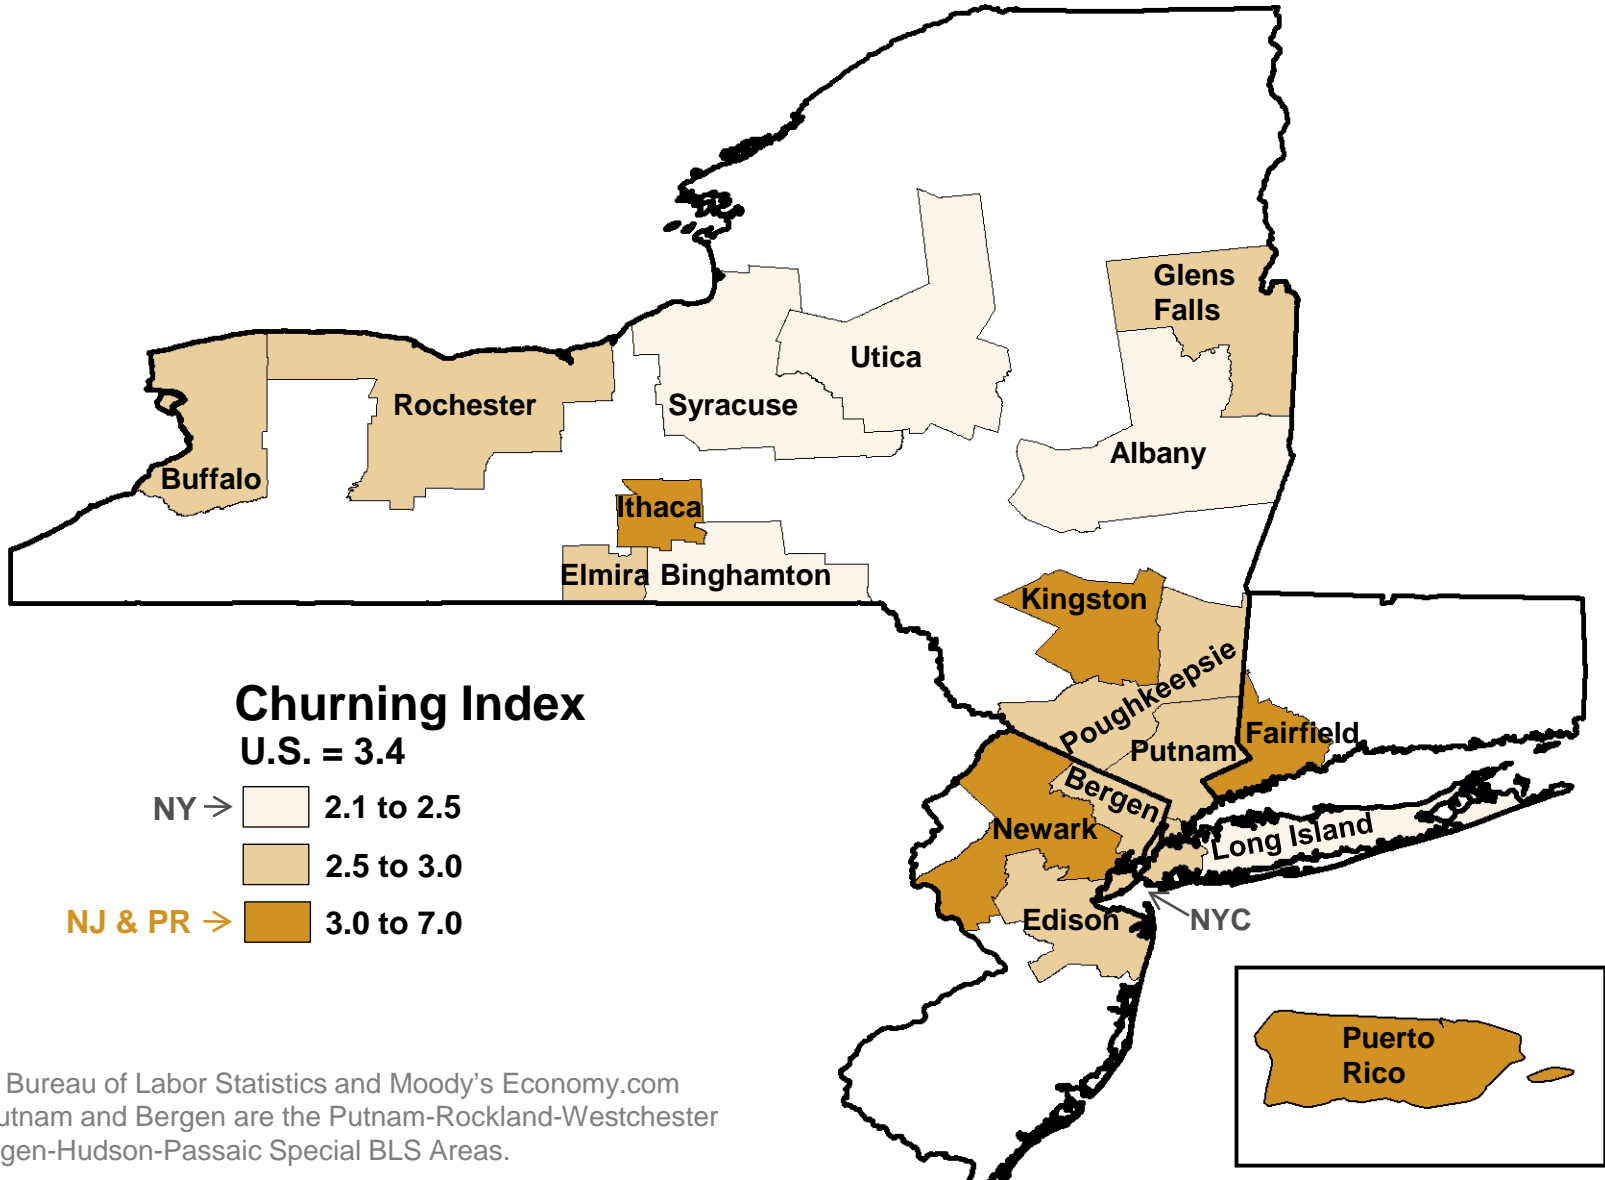 Glens
Falls
Utica
Rochester
Syracuse
Albany
Buffalo
Ithaca
Elmira
Binghamton
Kingston
Poughkeepsie
Putnam
Fairfield
Bergen
Newark
Long Island
Edison
NYC
Churning Index
U.S. = 3.4
NY
2.1 to 2.5
2.5 to 3.0
NJ & PR
3.0 to 7.0
Puerto
Rico
Bureau of Labor Statistics and Moody’s Economy.com
utnam and Bergen are the Putnam-Rockland-Westchester
gen-Hudson-Passaic Special BLS Areas.